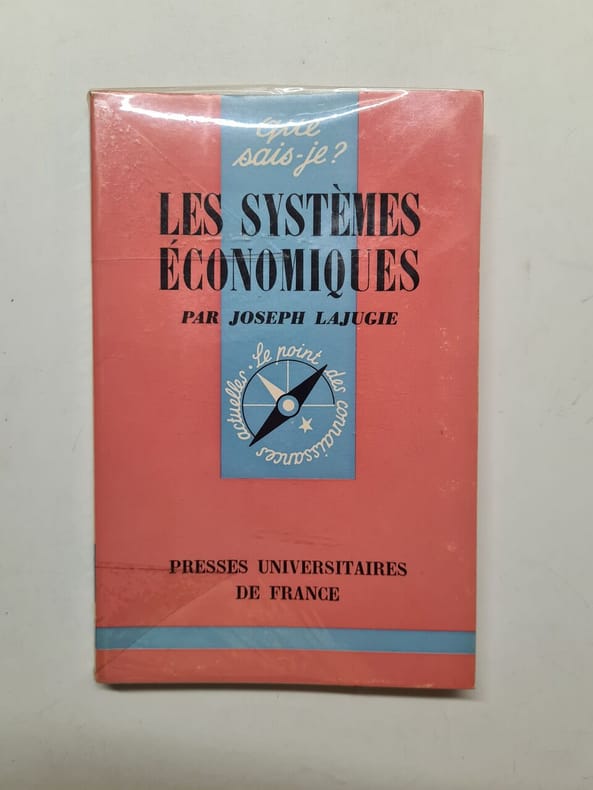 Que
sais-je?
LES SYSTÈMES
ÉCONOMIQUES
PAR JOSEPH LAJUGIE
Le point des connaissances actuelles.
PRESSES UNIVERSITAIRES
DE FRANCE